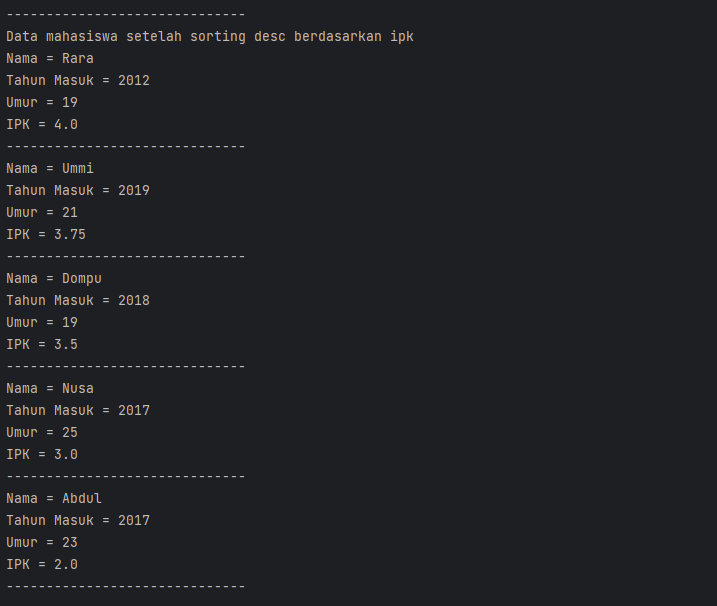 ------------------------------
Data mahasiswa setelah sorting desc berdasarkan ipk
Nama = Rara
Tahun Masuk = 2012
Umur = 19
IPK = 4.0
------------------------------
Nama = Ummi
Tahun Masuk = 2019
Umur = 21
IPK = 3.75
------------------------------
Nama = Dompu
Tahun Masuk = 2018
Umur = 19
IPK = 3.5
------------------------------
Nama = Nusa
Tahun Masuk = 2017
Umur = 25
IPK = 3.0
------------------------------
Nama = Abdul
Tahun Masuk = 2017
Umur = 23
IPK = 2.0
------------------------------